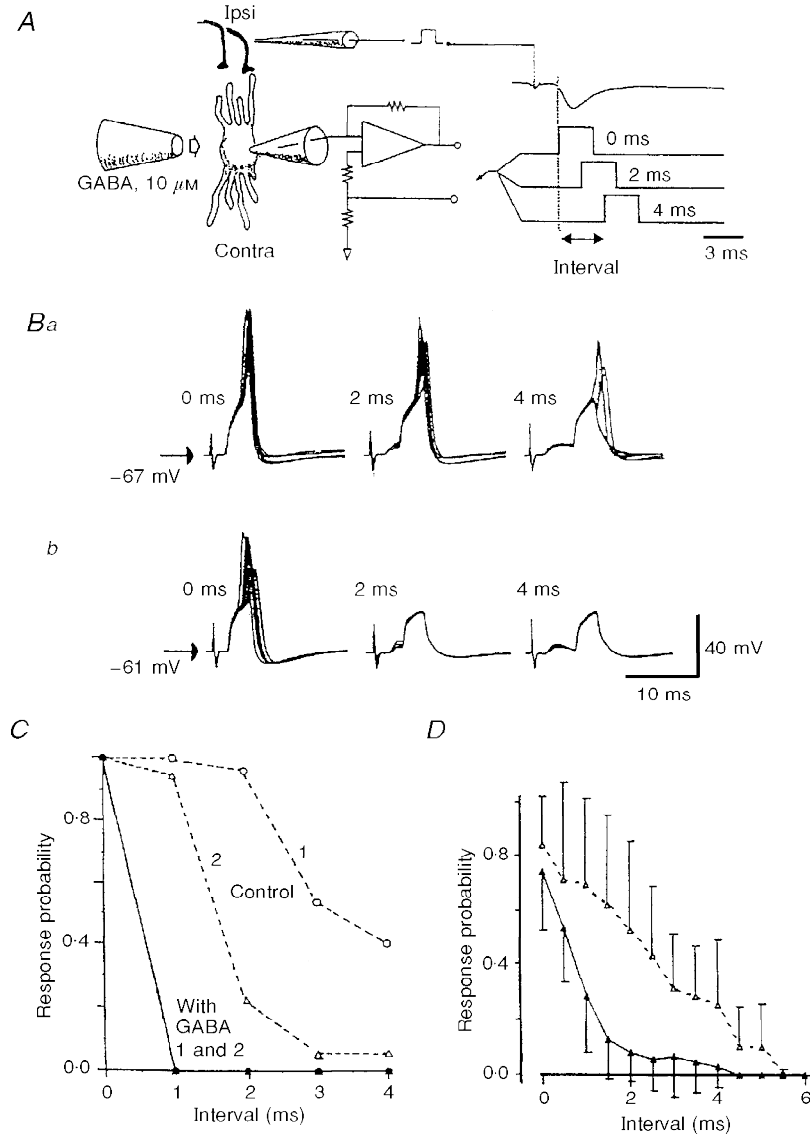 A
Ipsi
GABA, 10 μM
Contra
0 ms
2 ms
4 ms
Interval
3 ms
Ba
0 ms
2 ms
4 ms
−67 mV
b
0 ms
2 ms
4 ms
−61 mV
40 mV
10 ms
C
Response probability
0·8
0·4
0·0
1
2
Control
With
GABA
1 and 2
0
1
2
3
4
Interval (ms)
D
Response probability
0·8
0·4
0·0
0
2
4
6
Interval (ms)